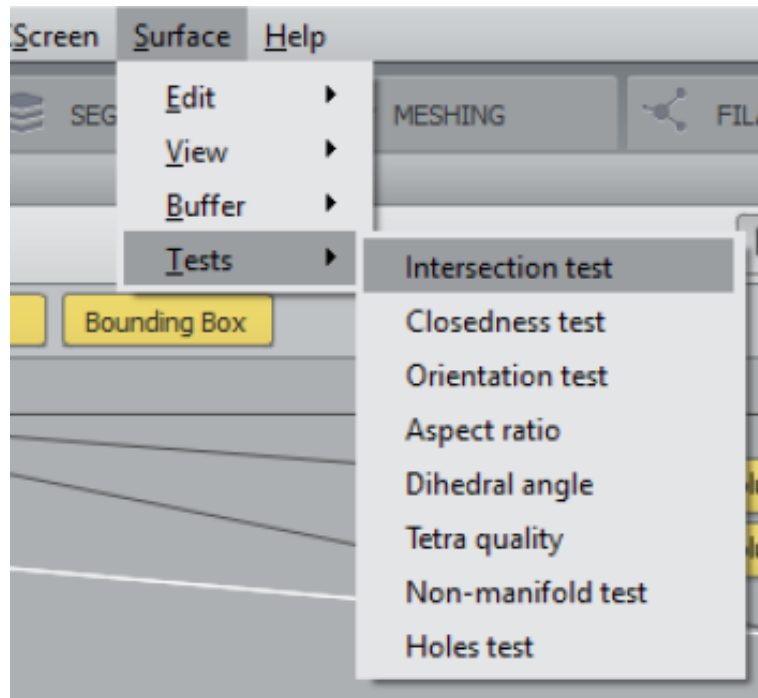 Screen Surface Help
SEG MESHING FIL
Edit
View
Buffer
Tests
Intersection test
Bounding Box
Closedness test
Orientation test
Aspect ratio
Dihedral angle
Tetra quality
Non-manifold test
Holes test